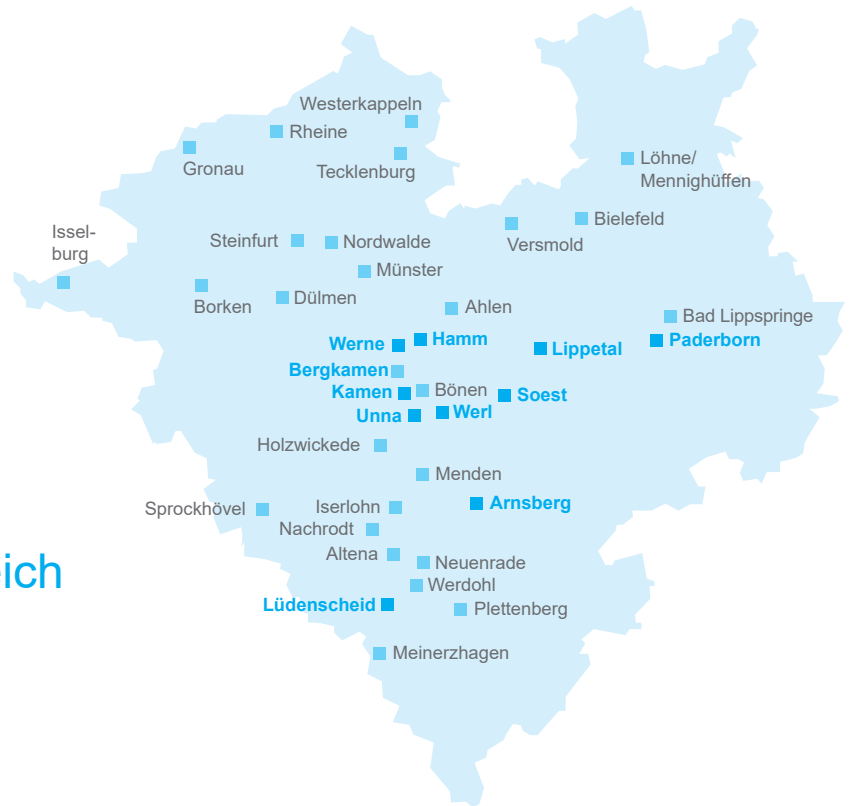 Westerkappeln
Rheine
Gronau
Tecklenburg
Löhne/
Mennighüffen
Issel-
burg
Steinfurt
Nordwalde
Versmold
Bielefeld
Münster
Borken
Dülmen
Ahlen
Bad Lippspringe
Werne
Hamm
Lippetal
Paderborn
Bergkamen
Kamen
Bönen
Soest
Unna
Werl
Holzwickede
Menden
Sprockhövel
Iserlohn
Arnsberg
Nachrodt
Altena
Neuenrade
eich
Werdohl
Lüdenscheid
Plettenberg
Meinerzhagen